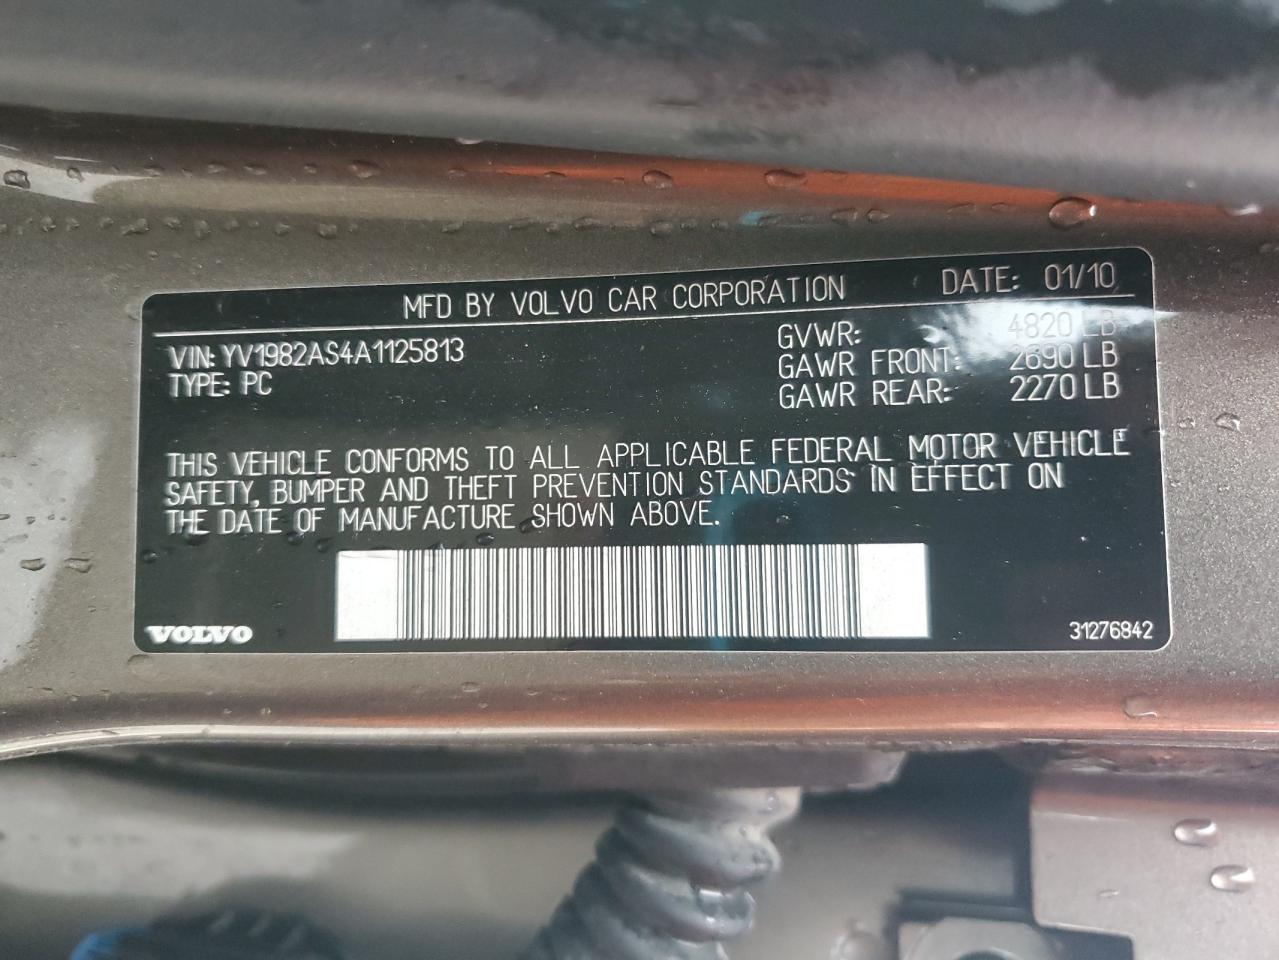 MFD BY VOLVO CAR CORPORATION DATE: 01/10
VIN: YV1982AS4A1125813
TYPE: PC
GVWR: 4820 LB
GAWR FRONT: 2690 LB
GAWR REAR: 2270 LB
THIS VEHICLE CONFORMS TO ALL APPLICABLE FEDERAL MOTOR VEHICLE
SAFETY, BUMPER AND THEFT PREVENTION STANDARDS IN EFFECT ON
THE DATE OF MANUFACTURE SHOWN ABOVE.
VOLVO
31276842